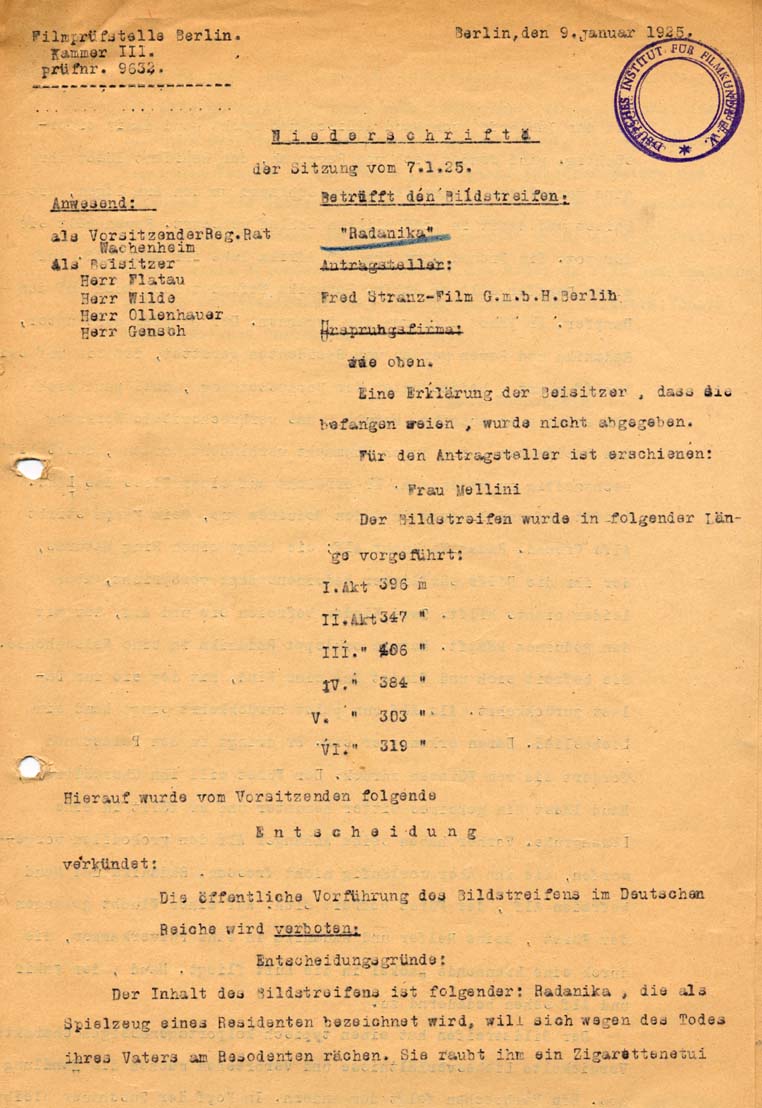 Filmprüfstelle Berlin.
Kammer III.
prüfnr. 9632.
Berlin,den 9.januar 1925.
DEUTSCHES INSTITUT FÜR FILMKUNDE e.V.
Niederschrift
der Sitzung vom 7.1.25.
Anwesend:
als VorsitzenderReg.Rat
Wachenheim
Als Beisitzer
Herr Flatau
Herr Wilde
Herr Ollenhauer
Herr Gensch
Betrüfft den Bildstreifen:
"Radanika"
Antragsteller:
Fred Stranz-Film G.m.b.H.Berlin
Ursprungsfirma:
wie oben.
Eine Erklärung der Beisitzer , dass sie
befangen seien , wurde nicht abgegeben.
Für den Antragsteller ist erschienen:
Frau Mellini
Der Bildstreifen wurde in folgender Län-
ge vorgeführt:
I.Akt 396 m
II.Akt 347 "
III." 406 "
IV." 384 "
V. " 303 "
VI." 319 "
Hierauf wurde vom Vorsitzenden folgende
Entscheidung
verkündet:
Die öffentliche Vorführung des Bildstreifens im Deutschen
Reiche wird verboten:
Entscheidungsgründe:
Der Inhalt des Bildstreifens ist folgender: Radanika , die als
Spielzeug eines Residenten bezeichnet wird, will sich wegen des Todes
ihres Vaters am Resodenten rächen. Sie raubt ihm ein Zigarettenetui